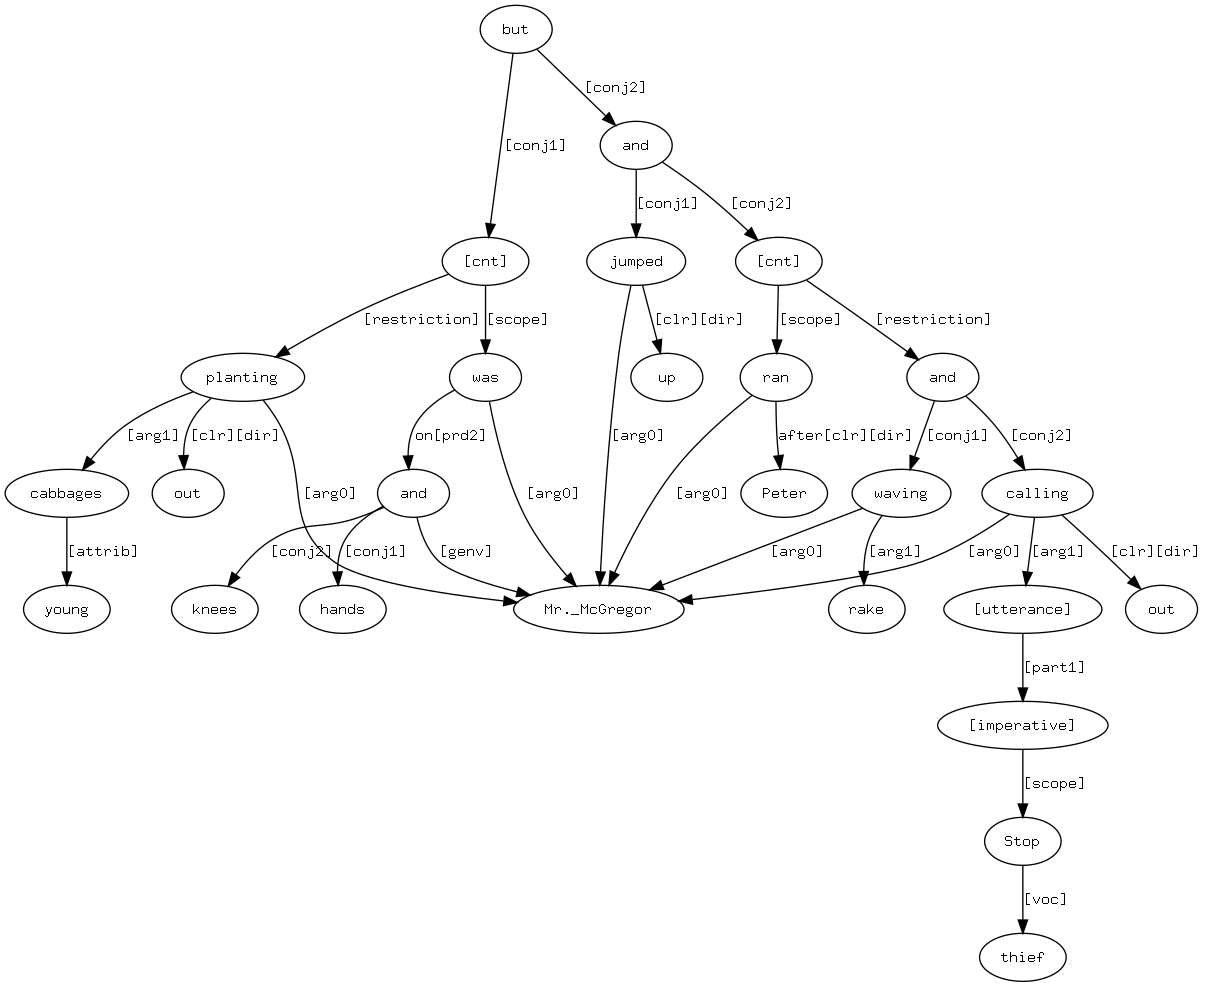 but
[conj2]
and
[conj1]
[conj1] [conj2]
[cnt] jumped [cnt]
[restriction] [scope] [clr][dir] [scope] [restriction]
planting was up ran and
[arg1] [clr][dir] on[prd2] [arg0] after[clr][dir] [conj1] [conj2]
cabbages out [arg0] and [arg0] [arg0] Peter waving calling
[attrib] [conj2] [conj1] [genv] [arg0] [arg1] [arg0] [arg1] [clr][dir]
young knees hands Mr._McGregor rake [utterance] out
[part1]
[imperative]
[scope]
Stop
[voc]
thief